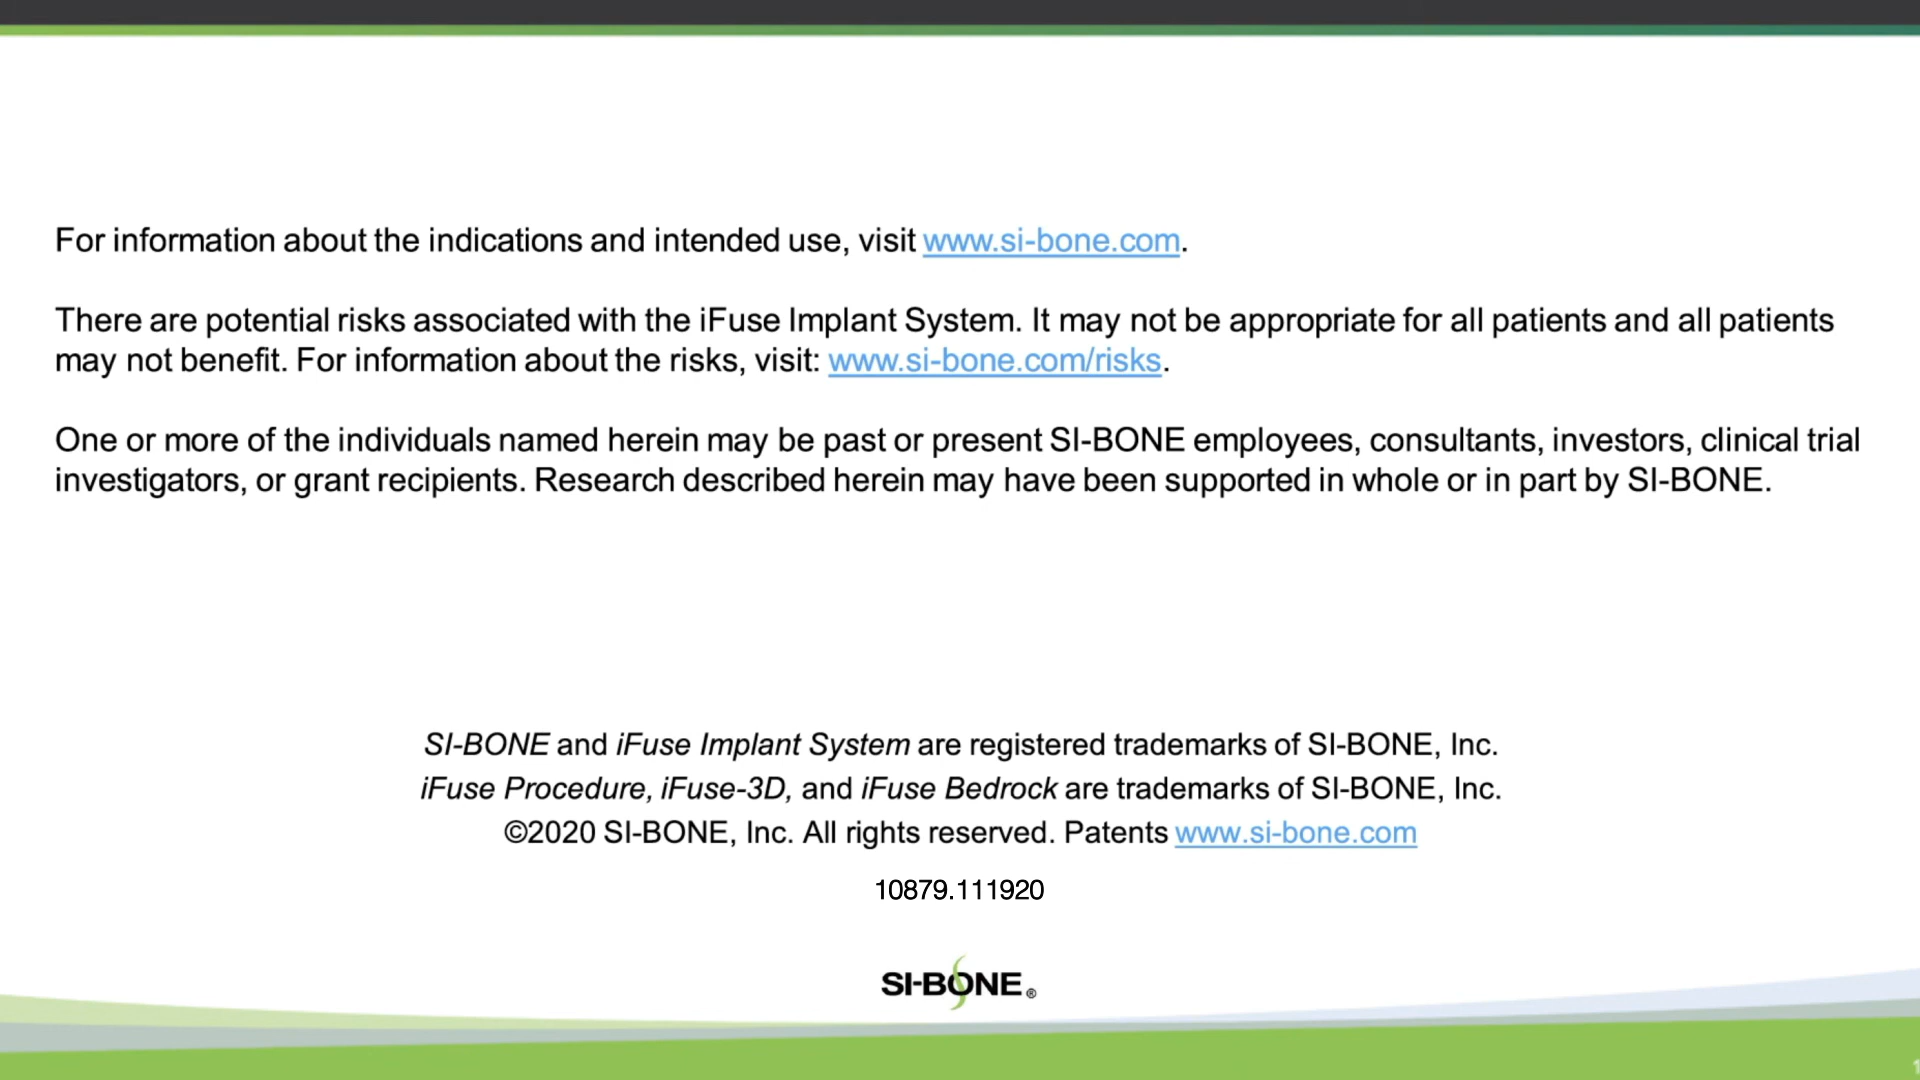 For information about the indications and intended use, visit www.si-bone.com.
There are potential risks associated with the iFuse Implant System. It may not be appropriate for all patients and all patients
may not benefit. For information about the risks, visit: www.si-bone.com/risks.
One or more of the individuals named herein may be past or present SI-BONE employees, consultants, investors, clinical trial
investigators, or grant recipients. Research described herein may have been supported in whole or in part by SI-BONE.
SI-BONE and iFuse Implant System are registered trademarks of SI-BONE, Inc.
iFuse Procedure, iFuse-3D, and iFuse Bedrock are trademarks of SI-BONE, Inc.
©2020 SI-BONE, Inc. All rights reserved. Patents www.si-bone.com
10879.111920
SI-BONE®